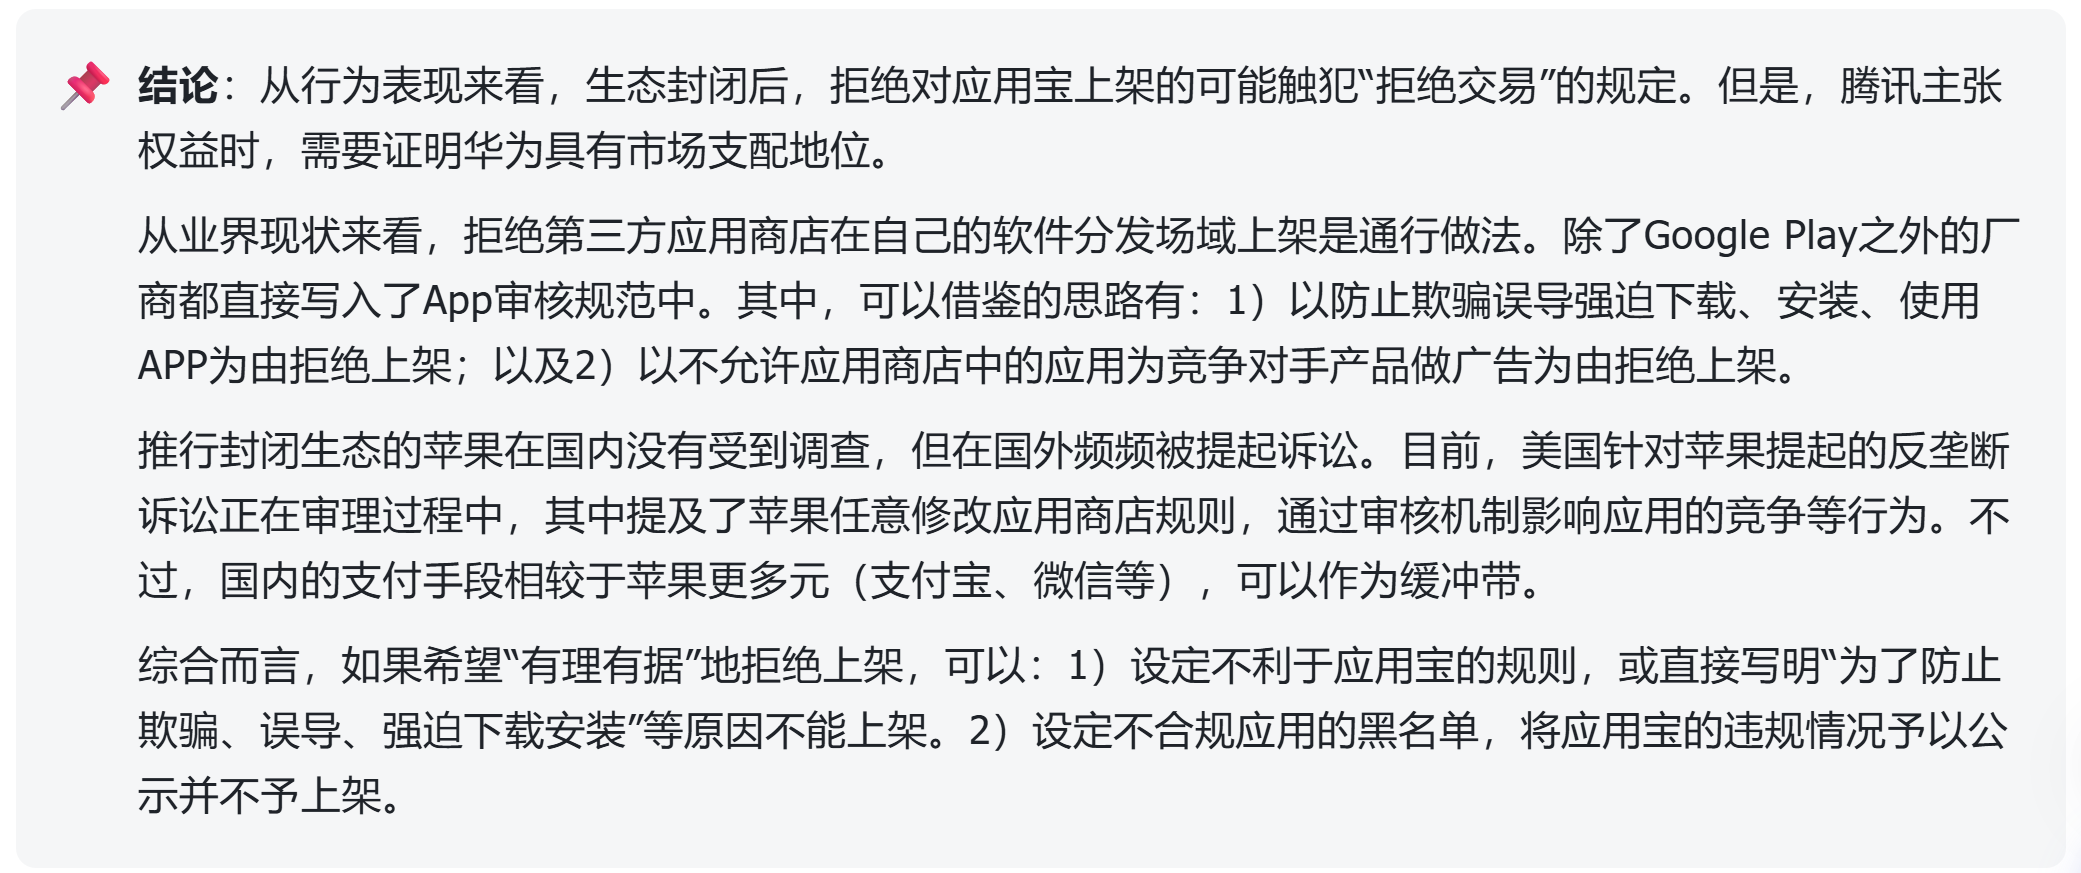 结论：从行为表现来看，生态封闭后，拒绝对应用宝上架的可能触犯“拒绝交易”的规定。但是，腾讯主张
权益时，需要证明华为具有市场支配地位。
从业界现状来看，拒绝第三方应用商店在自己的软件分发场域上架是通行做法。除了Google Play之外的厂
商都直接写入了App审核规范中。其中，可以借鉴的思路有：1）以防止欺骗误导强迫下载、安装、使用
APP为由拒绝上架；以及2）以不允许应用商店中的应用为竞争对手产品做广告为由拒绝上架。
推行封闭生态的苹果在国内没有受到调查，但在国外频频被提起诉讼。目前，美国针对苹果提起的反垄断
诉讼正在审理过程中，其中提及了苹果任意修改应用商店规则，通过审核机制影响应用的竞争等行为。不
过，国内的支付手段相较于苹果更多元（支付宝、微信等），可以作为缓冲带。
综合而言，如果希望“有理有据”地拒绝上架，可以：1）设定不利于应用宝的规则，或直接写明“为了防止
欺骗、误导、强迫下载安装”等原因不能上架。2）设定不合规应用的黑名单，将应用宝的违规情况予以公
示并不予上架。